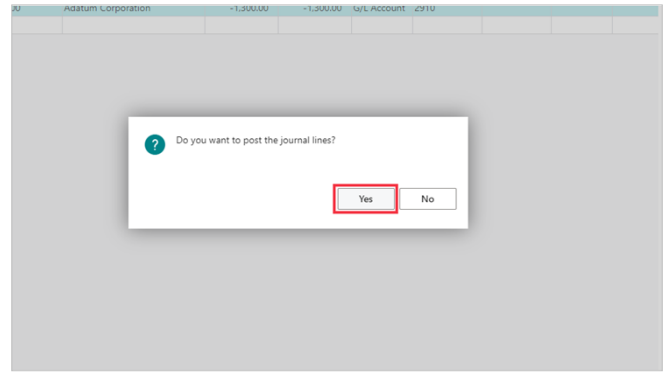 00 Adatum Corporation -1,300.00 -1,300.00 G/L Account 2910
? Do you want to post the journal lines?
Yes No